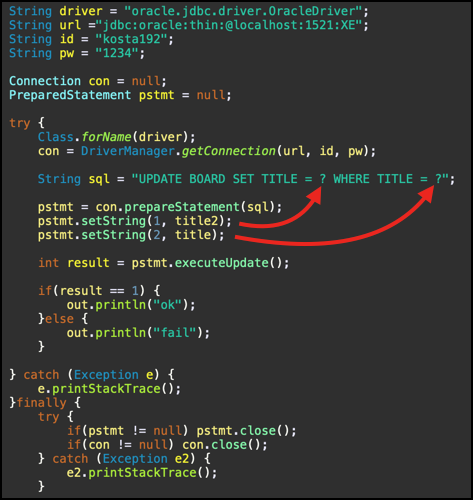 String driver = "oracle.jdbc.driver.OracleDriver";
String url ="jdbc:oracle:thin:@localhost:1521:XE";
String id = "kosta192";
String pw = "1234";
Connection con = null;
PreparedStatement pstmt = null;
try {
Class.forName(driver);
con = DriverManager.getConnection(url, id, pw);
String sql = "UPDATE BOARD SET TITLE = ? WHERE TITLE = ?";
pstmt = con.prepareStatement(sql);
pstmt.setString(1, title2);
pstmt.setString(2, title);
int result = pstmt.executeUpdate();
if(result == 1) {
out.println("ok");
}else {
out.println("fail");
}
} catch (Exception e) {
e.printStackTrace();
}finally {
try {
if(pstmt != null) pstmt.close();
if(con != null) con.close();
} catch (Exception e2) {
e2.printStackTrace();
}